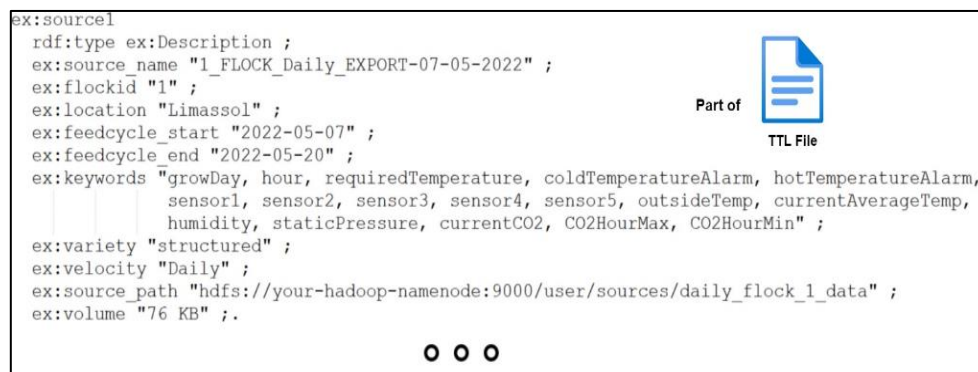 ex:source1
rdf:type ex:Description ;
ex:source_name "1_FLOCK_Daily_EXPORT-07-05-2022" ;
ex:flockid "1" ;
ex:location "Limassol" ;
ex:feedcycle_start "2022-05-07" ;
ex:feedcycle_end "2022-05-20" ;
ex:keywords "growDay, hour, requiredTemperature, coldTemperatureAlarm, hotTemperatureAlarm,
sensor1, sensor2, sensor3, sensor4, sensor5, outsideTemp, currentAverageTemp,
humidity, staticPressure, currentCO2, CO2HourMax, CO2HourMin" ;
ex:variety "structured" ;
ex:velocity "Daily" ;
ex:source_path "hdfs://your-hadoop-namenode:9000/user/sources/daily_flock_1_data" ;
ex:volume "76 KB" ;.
Part of
TTL File